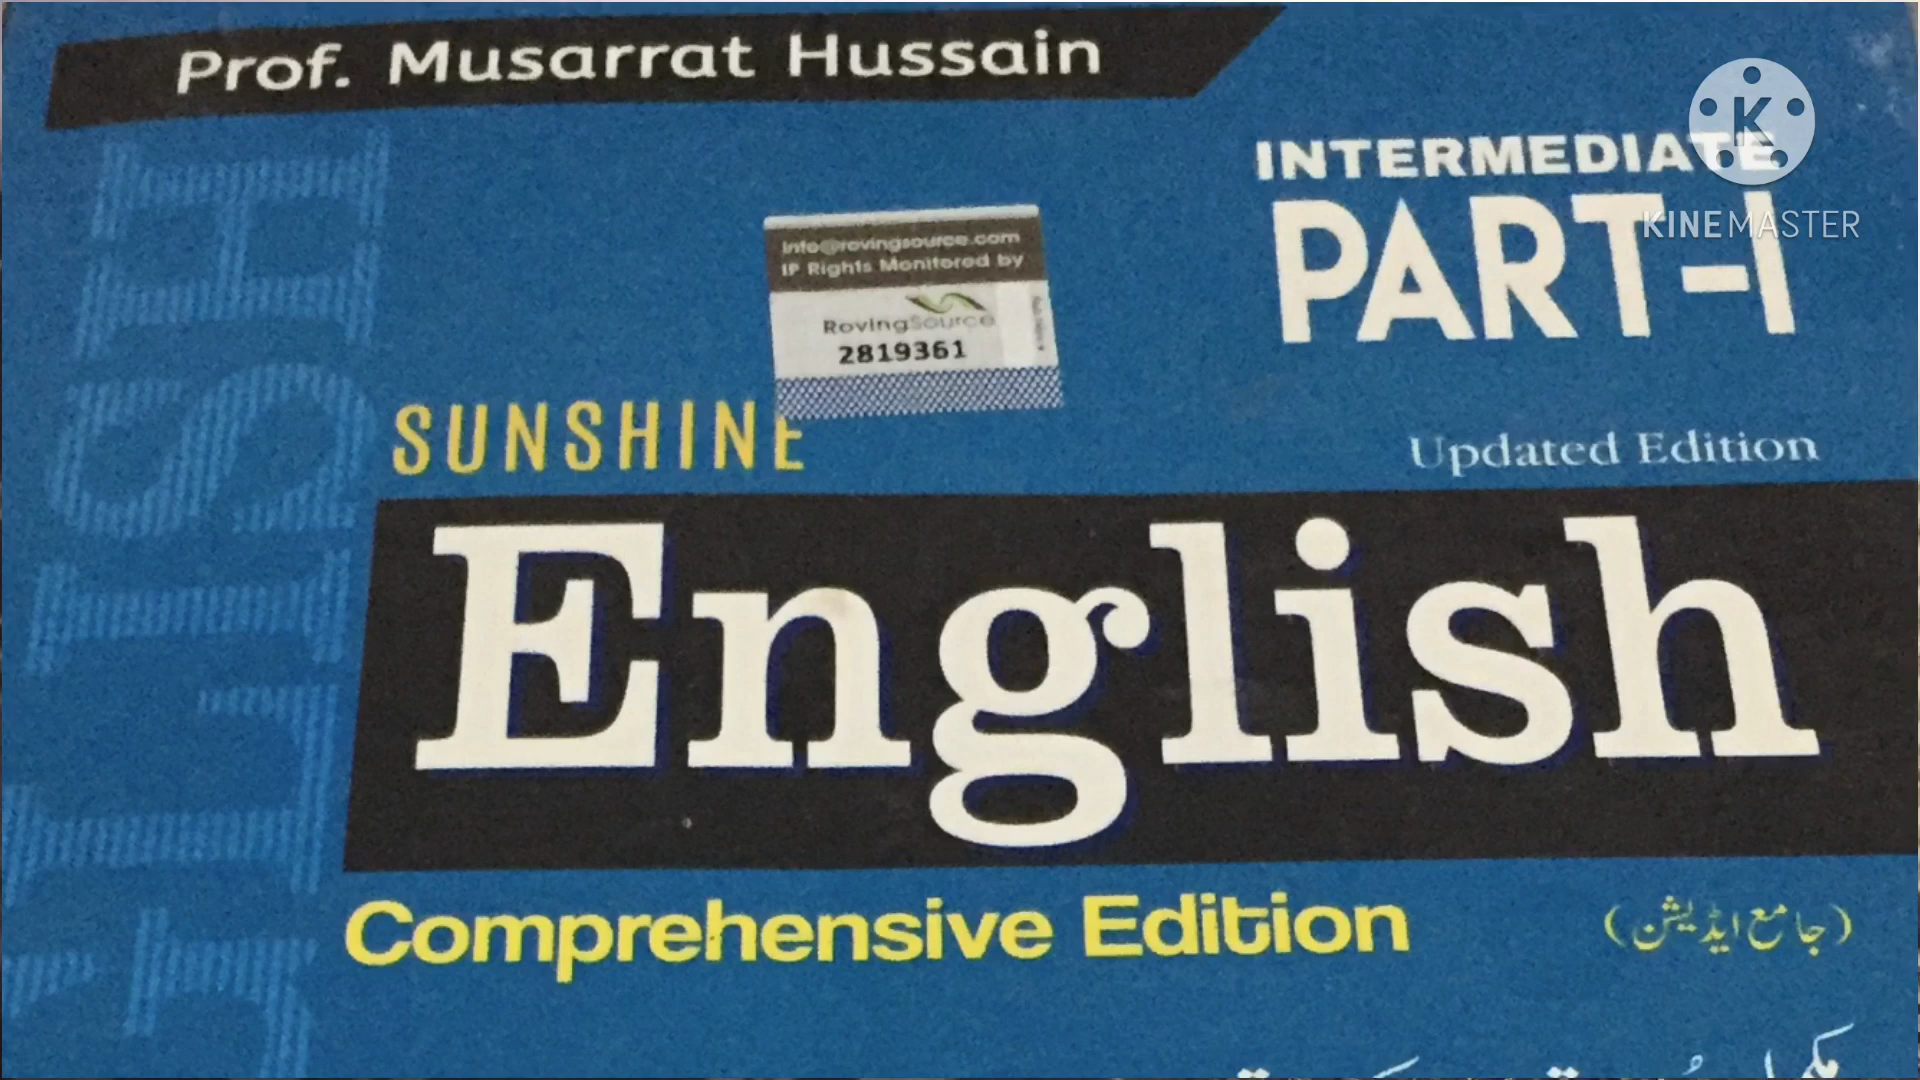 Prof. Musarrat Hussain
INTERMEDIATE
PART-I
KINEMASTER
Info@rovingsource.com
IP Rights Monitored by
RovingSource
2819361
SUNSHINE
Updated Edition
English
Comprehensive Edition
(جامع ایڈیشن)
ENGLISH